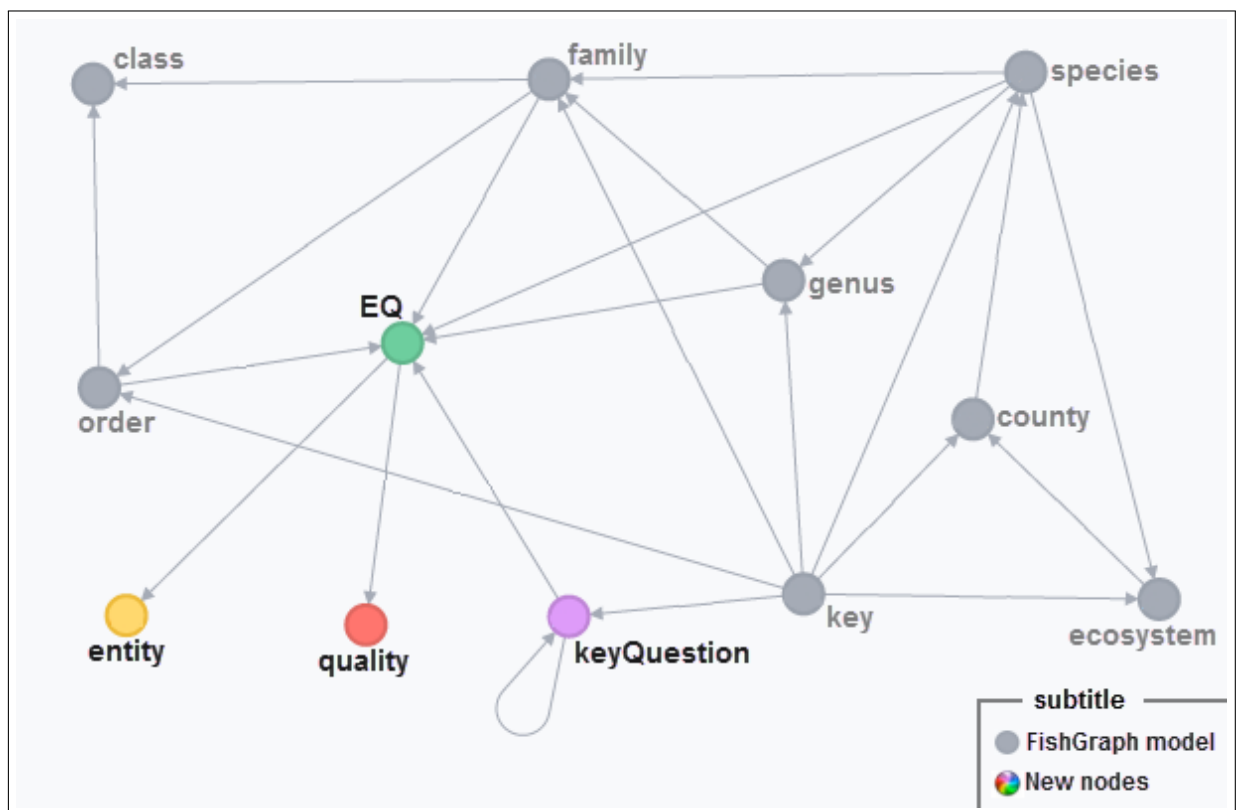 class
family
species
genus
EQ
order
county
entity
quality
keyQuestion
key
ecosystem
subtitle
FishGraph model
New nodes